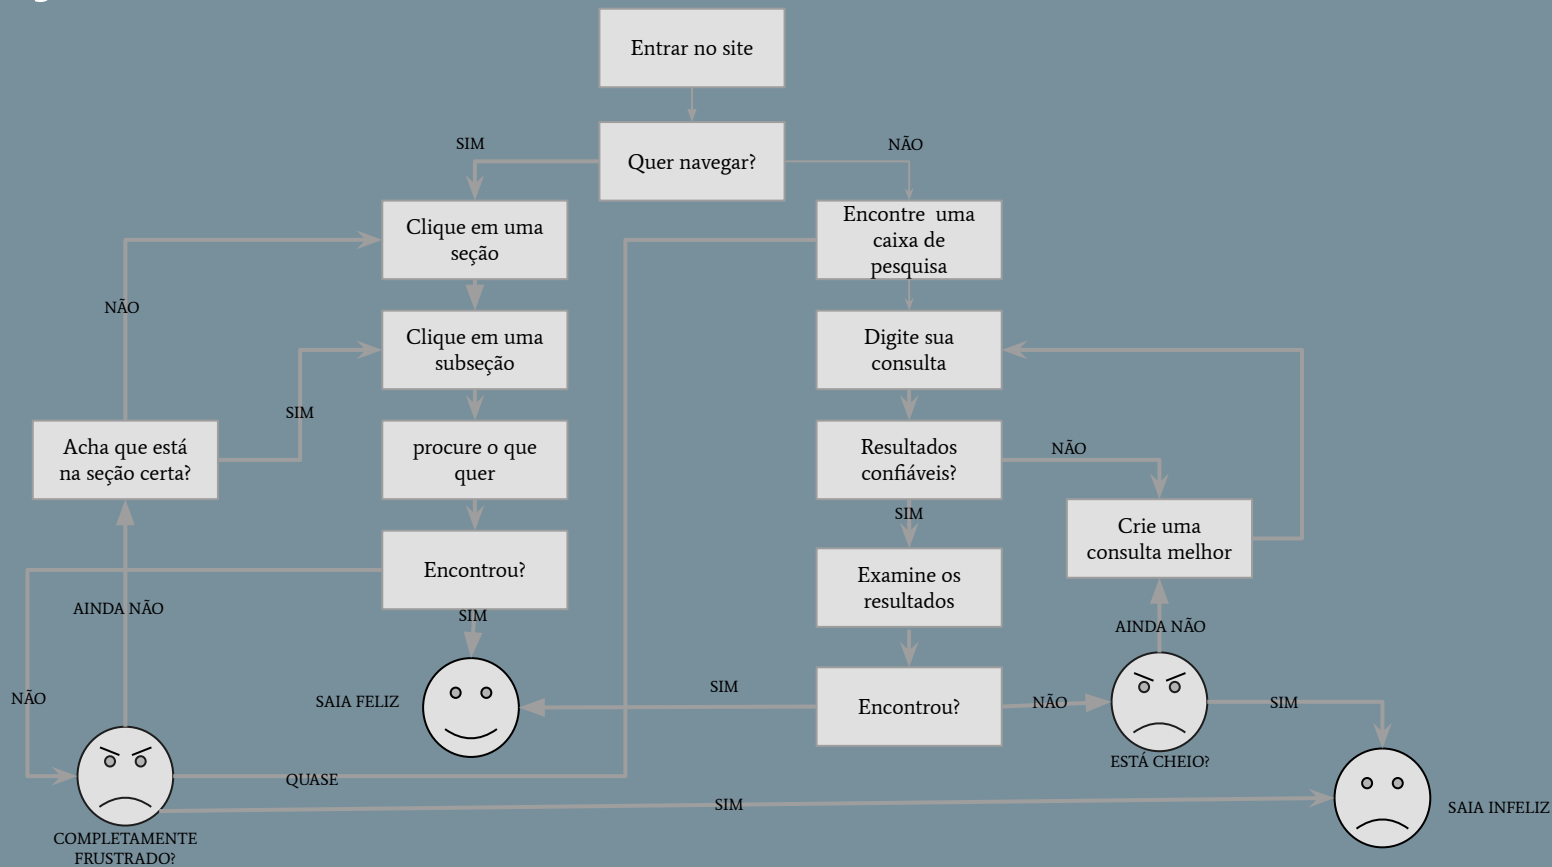 Entrar no site
Quer navegar?
SIM
NÃO
Clique em uma
seção
Encontre uma
caixa de
pesquisa
NÃO
Clique em uma
subseção
Digite sua
consulta
SIM
Acha que está
na seção certa?
procure o que
quer
Resultados
confiáveis?
NÃO
SIM
Crie uma
consulta melhor
Encontrou?
Examine os
resultados
AINDA NÃO
SIM
AINDA NÃO
NÃO
SAIA FELIZ
SIM
Encontrou?
NÃO
SIM
ESTÁ CHEIO?
QUASE
SIM
SAIA INFELIZ
COMPLETAMENTE
FRUSTRADO?